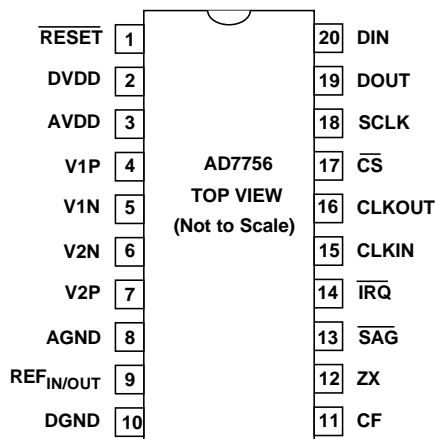 RESET 1
DVDD 2
AVDD 3
V1P 4
V1N 5
V2N 6
V2P 7
AGND 8
REFIN/OUT 9
DGND 10
AD7756
TOP VIEW
(Not to Scale)
20 DIN
19 DOUT
18 SCLK
17 CS
16 CLKOUT
15 CLKIN
14 IRQ
13 SAG
12 ZX
11 CF